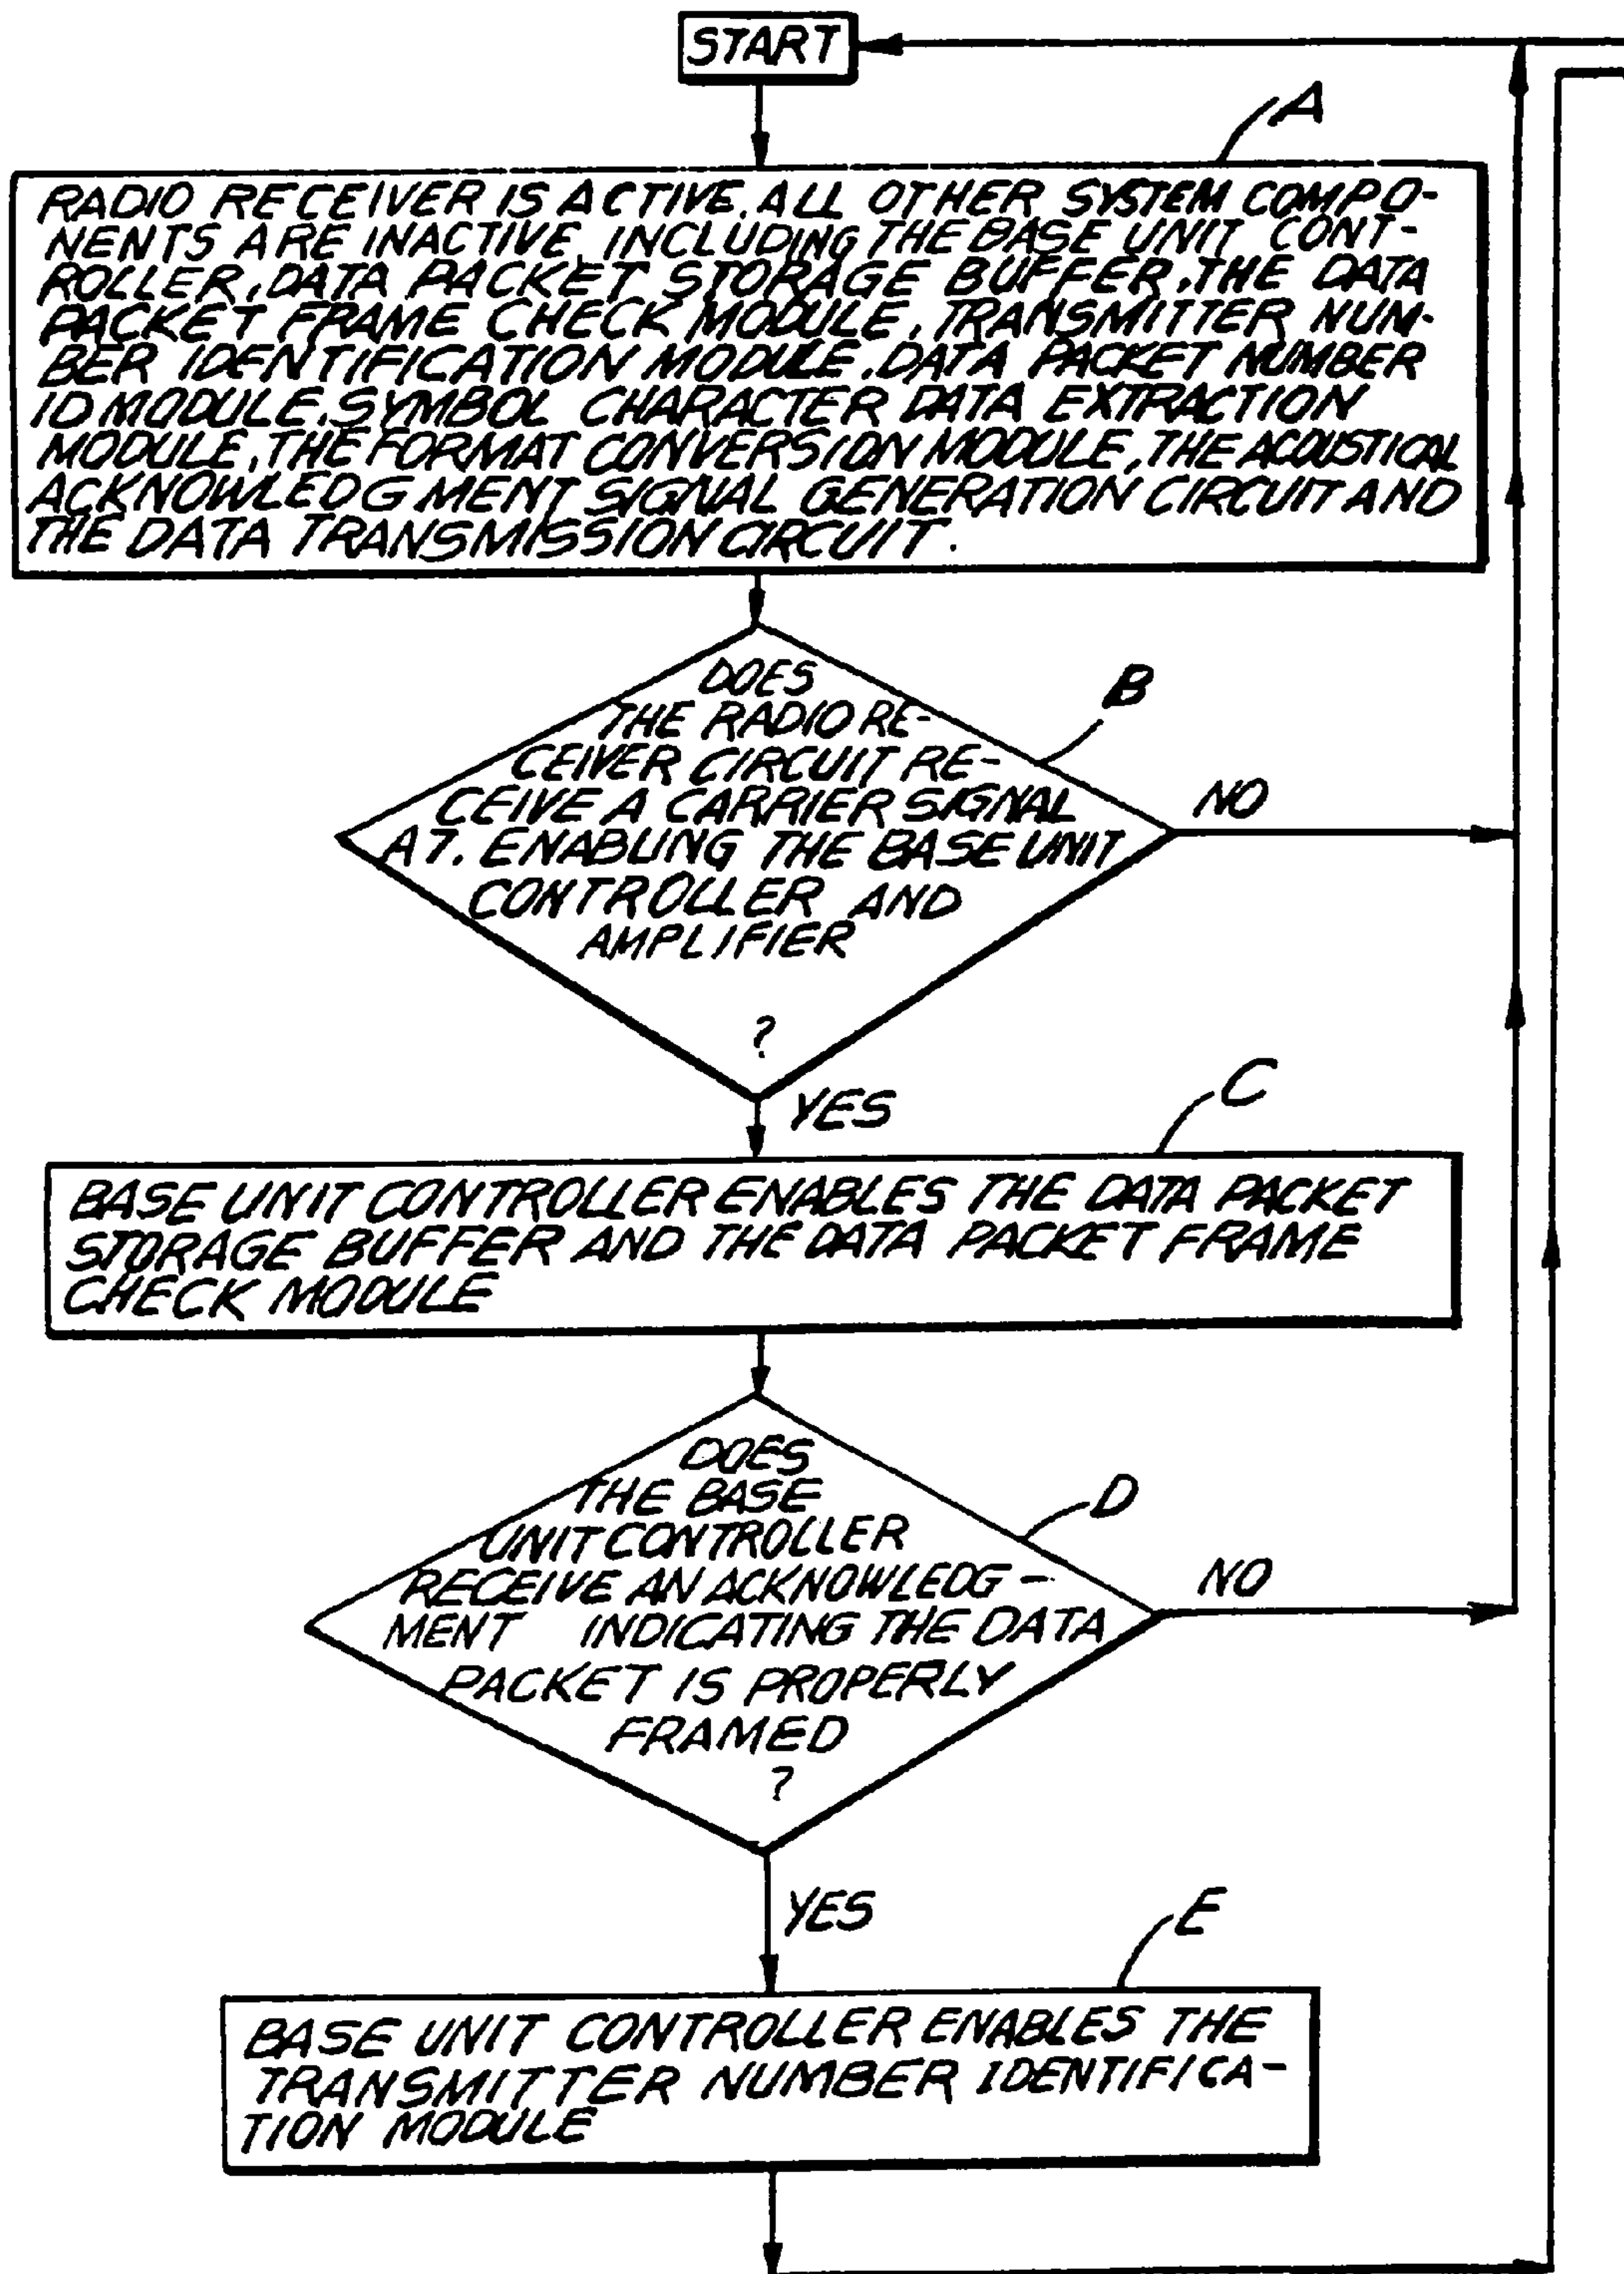 START
A
RADIO RECEIVER IS ACTIVE. ALL OTHER SYSTEM COMPO-
NENTS ARE INACTIVE, INCLUDING THE BASE UNIT CONT-
ROLLER, DATA PACKET STORAGE BUFFER, THE DATA
PACKET FRAME CHECK MODULE, TRANSMITTER NUM-
BER IDENTIFICATION MODULE, DATA PACKET NUMBER
ID MODULE, SYMBOL CHARACTER DATA EXTRACTION
MODULE, THE FORMAT CONVERSION MODULE, THE ACOUSTICAL
ACKNOWLEDGMENT SIGNAL GENERATION CIRCUIT AND
THE DATA TRANSMISSION CIRCUIT.
B
DOES
THE RADIO RE-
CEIVER CIRCUIT RE-
CEIVE A CARRIER SIGNAL
A7. ENABLING THE BASE UNIT
CONTROLLER AND
AMPLIFIER
?
NO
YES
C
BASE UNIT CONTROLLER ENABLES THE DATA PACKET
STORAGE BUFFER AND THE DATA PACKET FRAME
CHECK MODULE
D
DOES
THE BASE
UNIT CONTROLLER
RECEIVE AN ACKNOWLEDG-
MENT INDICATING THE DATA
PACKET IS PROPERLY
FRAMED
?
NO
YES
E
BASE UNIT CONTROLLER ENABLES THE
TRANSMITTER NUMBER IDENTIFICA-
TION MODULE